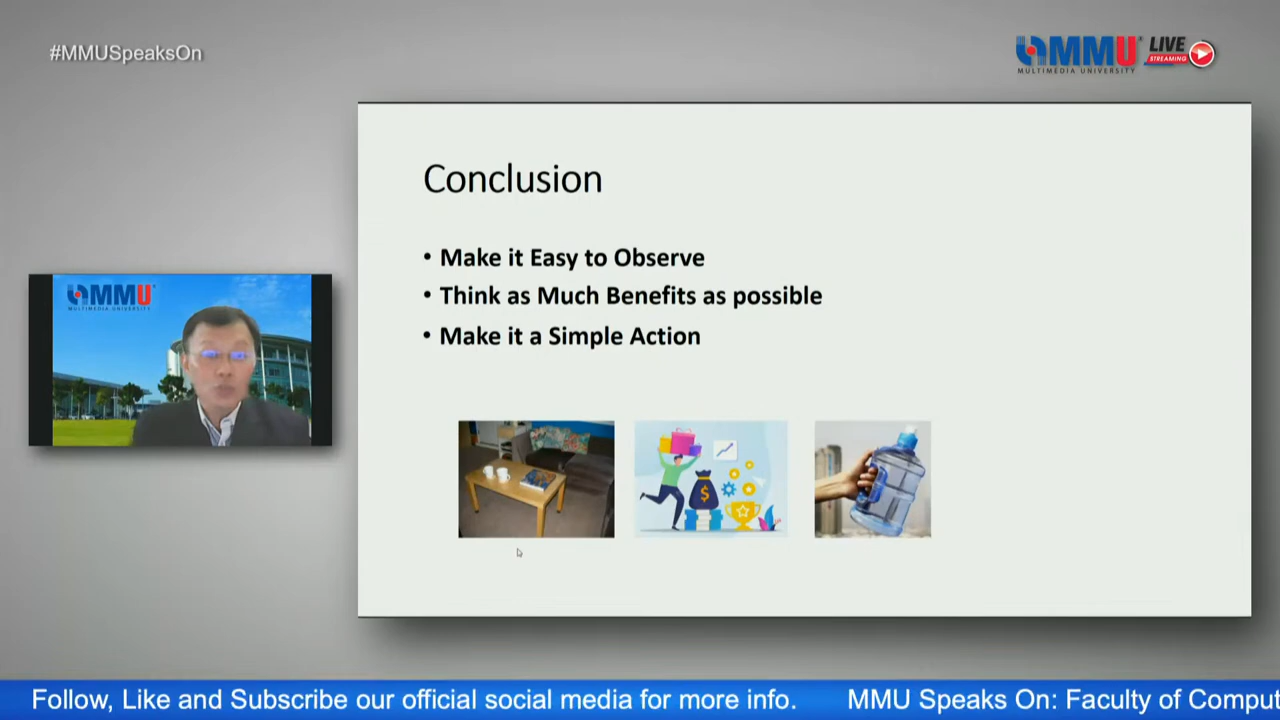 #MMUSpeaksOn
MMU
MULTIMEDIA UNIVERSITY
LIVE
STREAMING
Conclusion
• Make it Easy to Observe
• Think as Much Benefits as possible
• Make it a Simple Action
MMU
MULTIMEDIA UNIVERSITY
$
Follow, Like and Subscribe our official social media for more info. MMU Speaks On: Faculty of Comput